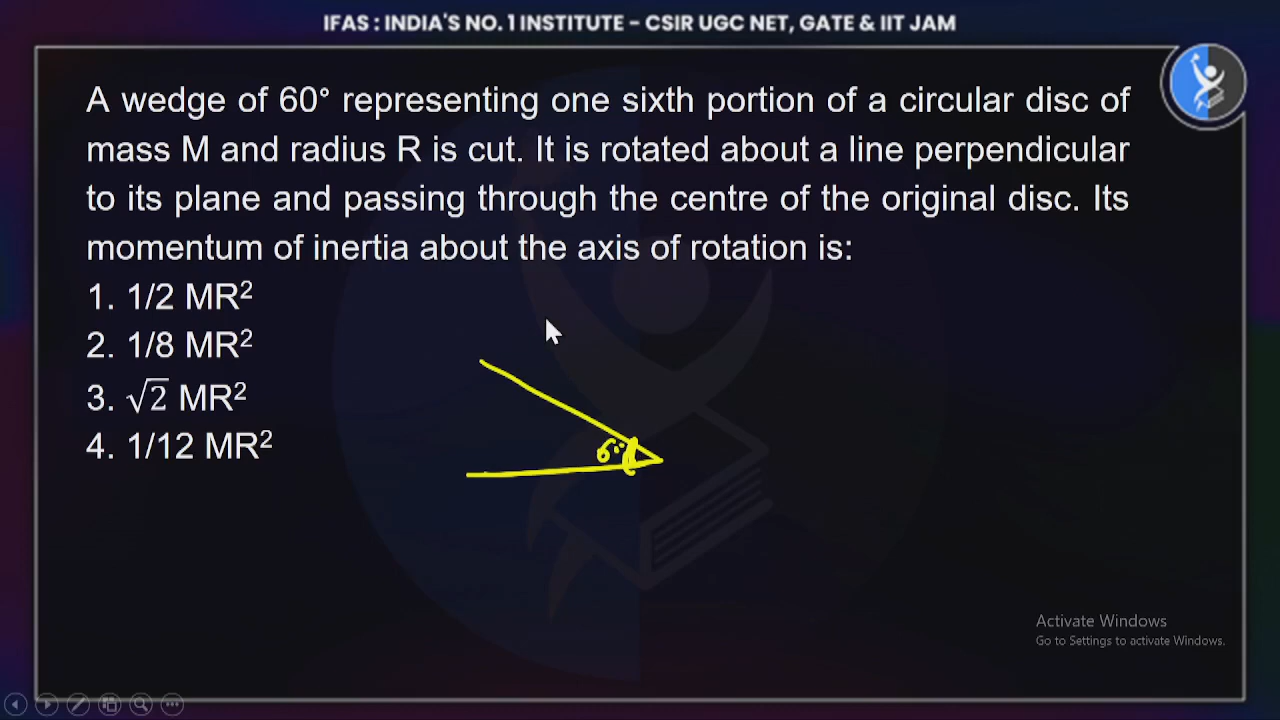 IFAS : INDIA'S NO. 1 INSTITUTE – CSIR UGC NET, GATE & IIT JAM
A wedge of 60° representing one sixth portion of a circular disc of
mass M and radius R is cut. It is rotated about a line perpendicular
to its plane and passing through the centre of the original disc. Its
momentum of inertia about the axis of rotation is:
1. 1/2 MR²
2. 1/8 MR²
3. √2 MR²
4. 1/12 MR²
60°
Activate Windows
Go to Settings to activate Windows.